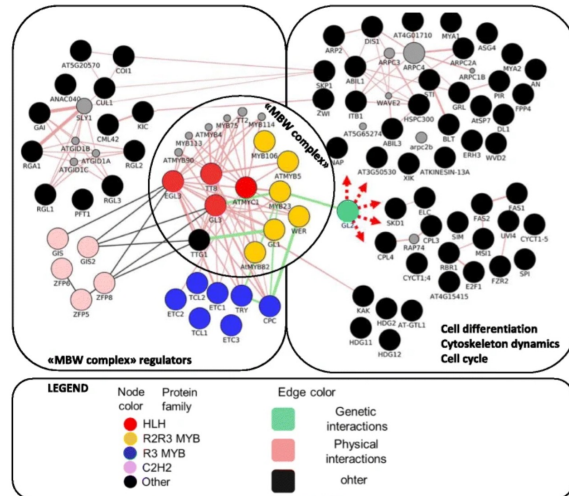 DIS1
AT4G01710
MYA1
ARP2
ASG4
ARPC3
ARPC4
ARPC2A
MYA2
AT5G20570
COI1
SKP1
ABIL1
ARPC1B
AN
ANAC040
CUL1
WAVE2
STI
PIR
GRL
FPP4
SLY1
ZWI
ITB1
HSPC300
AtSP7
GAI
CML42
KIC
MYB75
TT2
MYB114
AT5G65274
BLT
DL1
MYB113
ATMYB4
«MBW complex»
ABIL3
arpc2b
ERH3
WVD2
RGA1
ATGID1B
ATGID1A
RGL2
ATMYB90
MYB106
NAP
AT3G50530
XIK
ATKINESIN-13A
ATGID1C
ATMYB5
RGL1
PFT1
RGL3
EGL3
TT8
ATMYC1
MYB23
GL3
GL2
SKD1
ELC
FAS1
FAS2
GIS
GIS2
TTG1
GL1
WER
CPL3
SIM
UVI4
CYCT1-5
ZFP6
AtMYBB2
CPL4
RAP74
RBR1
MSI1
SPI
ZFP5
ZFP8
TCL2
CYCT1;4
E2F1
FZR2
AT4G15415
ETC2
ETC1
TRY
CPC
KAK
HDG2
AT-GTL1
TCL1
ETC3
HDG11
HDG12
Cell differentiation
Cytoskeleton dynamics
Cell cycle
«MBW complex» regulators
LEGEND
Node color
Protein family
Edge color
HLH
R2R3 MYB
R3 MYB
C2H2
Other
Genetic interactions
Physical interactions
ohter